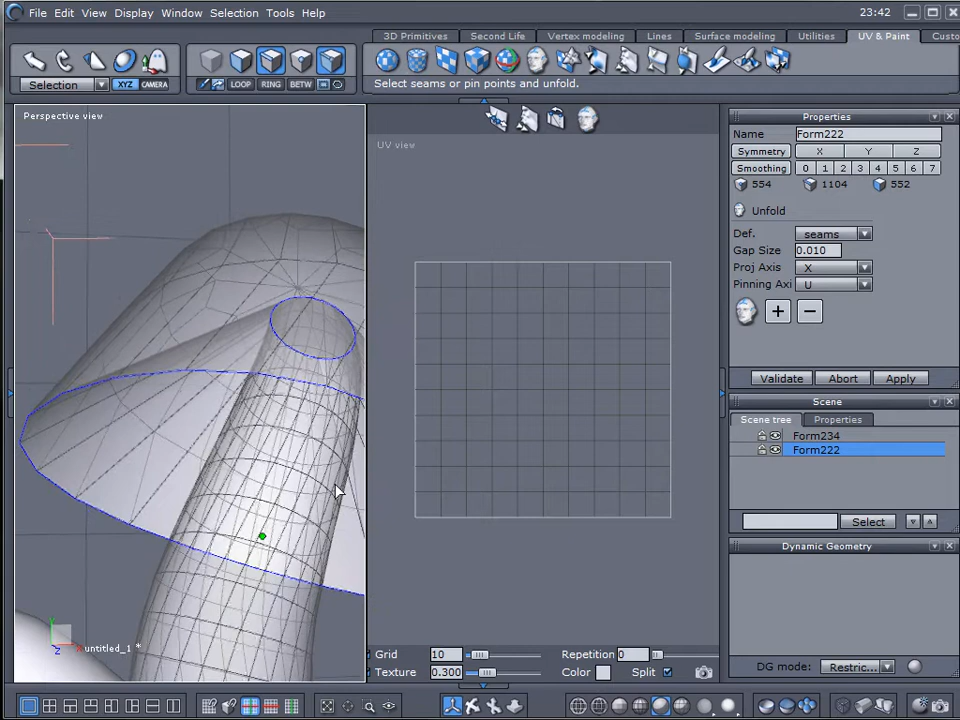 File Edit View Display Window Selection Tools Help 23:42
3D Primitives Second Life Vertex modeling Lines Surface modeling Utilities UV & Paint Custo
Selection XYZ CAMERA LOOP RING BETW Select seams or pin points and unfold.
Perspective view
UV view
Properties
Name Form222
Symmetry X Y Z
Smoothing 0 1 2 3 4 5 6 7
554 1104 552
Unfold
Def. seams
Gap Size 0.010
Proj Axis X
Pinning Axi U
+ −
Validate Abort Apply
Scene
Scene tree Properties
Form234
Form222
Select
Dynamic Geometry
DG mode: Restric...
Y X Z
untitled_1 *
Grid 10 Repetition 0
Texture 0.300 Color Split